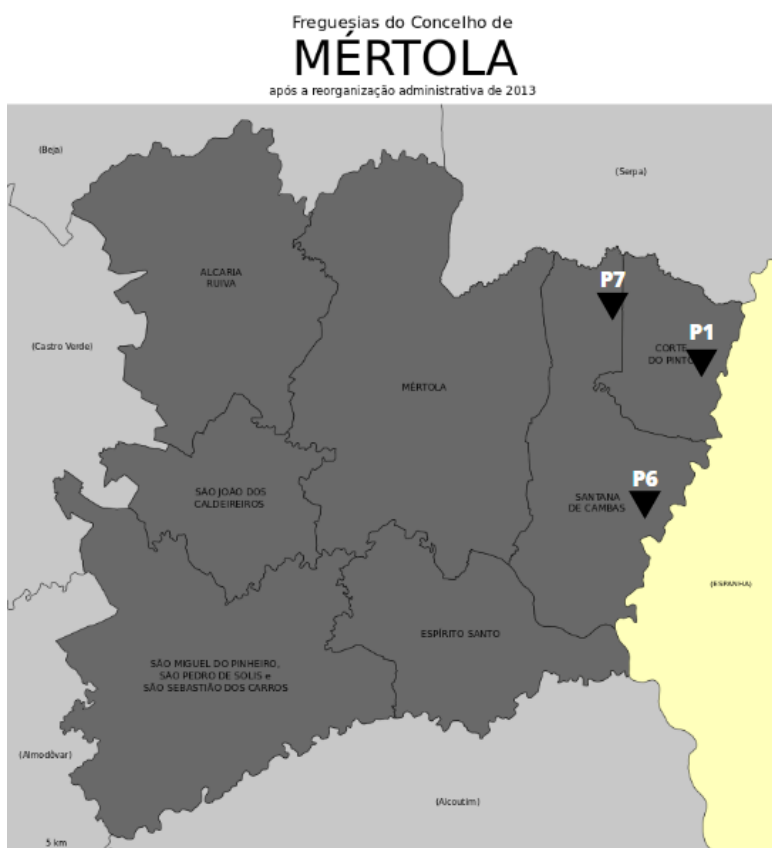 Freguesias do Concelho de
MÉRTOLA
após a reorganização administrativa de 2013
(Beja)
(Serpa)
ALCARIA
RUIVA
P7
P1
(Castro Verde)
CORTE
DO PINTO
MÉRTOLA
P6
SÃO JOÃO DOS
CALDEIREIROS
SANTANA
DE CAMBAS
(ESPANHA)
ESPÍRITO SANTO
SÃO MIGUEL DO PINHEIRO,
SÃO PEDRO DE SOLIS e
SÃO SEBASTIÃO DOS CARROS
(Almodôvar)
(Alcoutim)
5 km